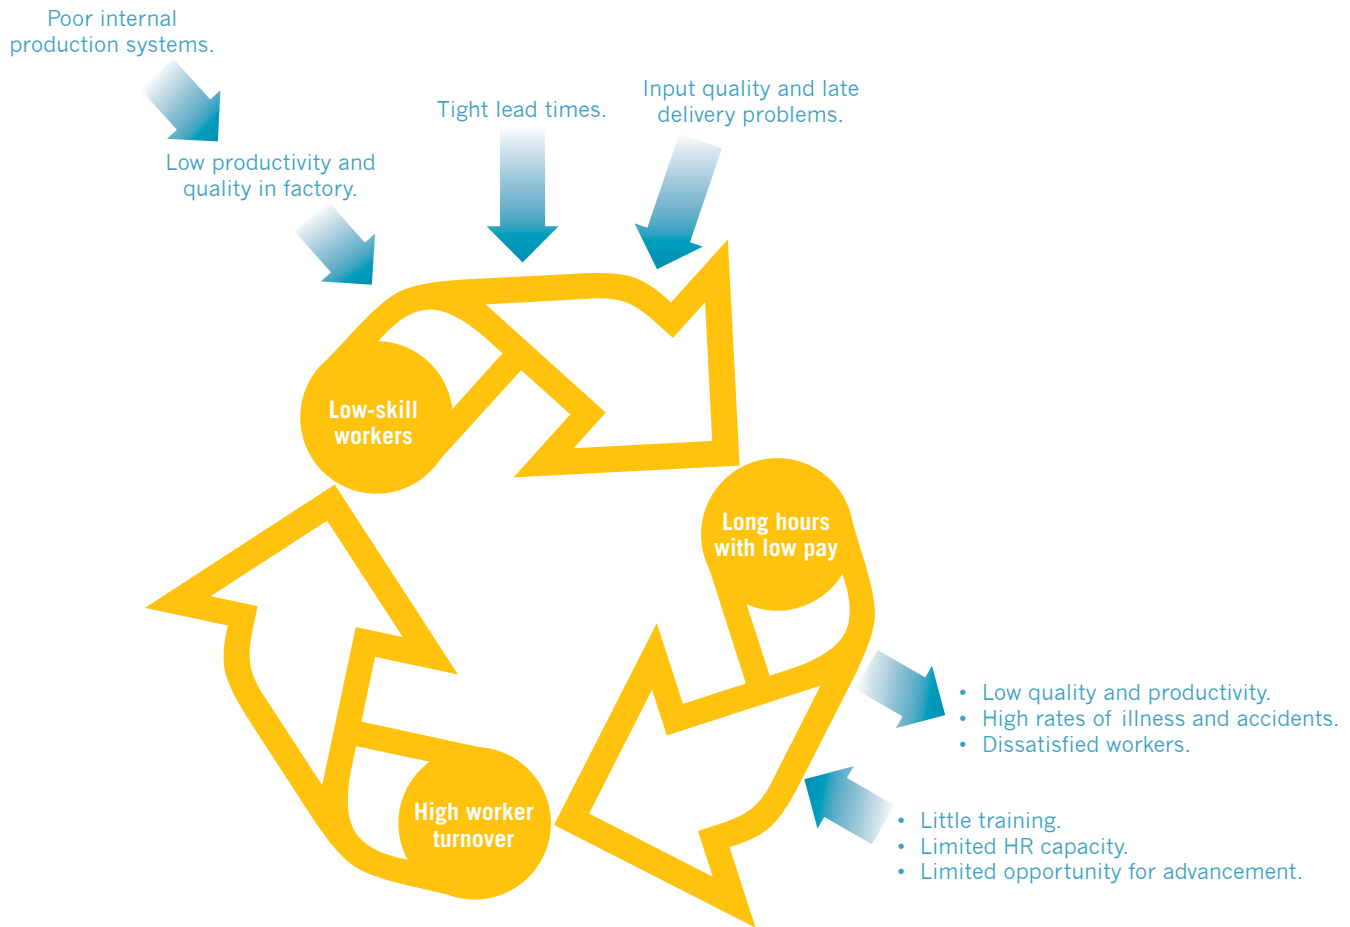 Poor internal
production systems.
Tight lead times.
Input quality and late
delivery problems.
Low productivity and
quality in factory.
Low-skill
workers
Long hours
with low pay
• Low quality and productivity.
• High rates of illness and accidents.
• Dissatisfied workers.
High worker
turnover
• Little training.
• Limited HR capacity.
• Limited opportunity for advancement.